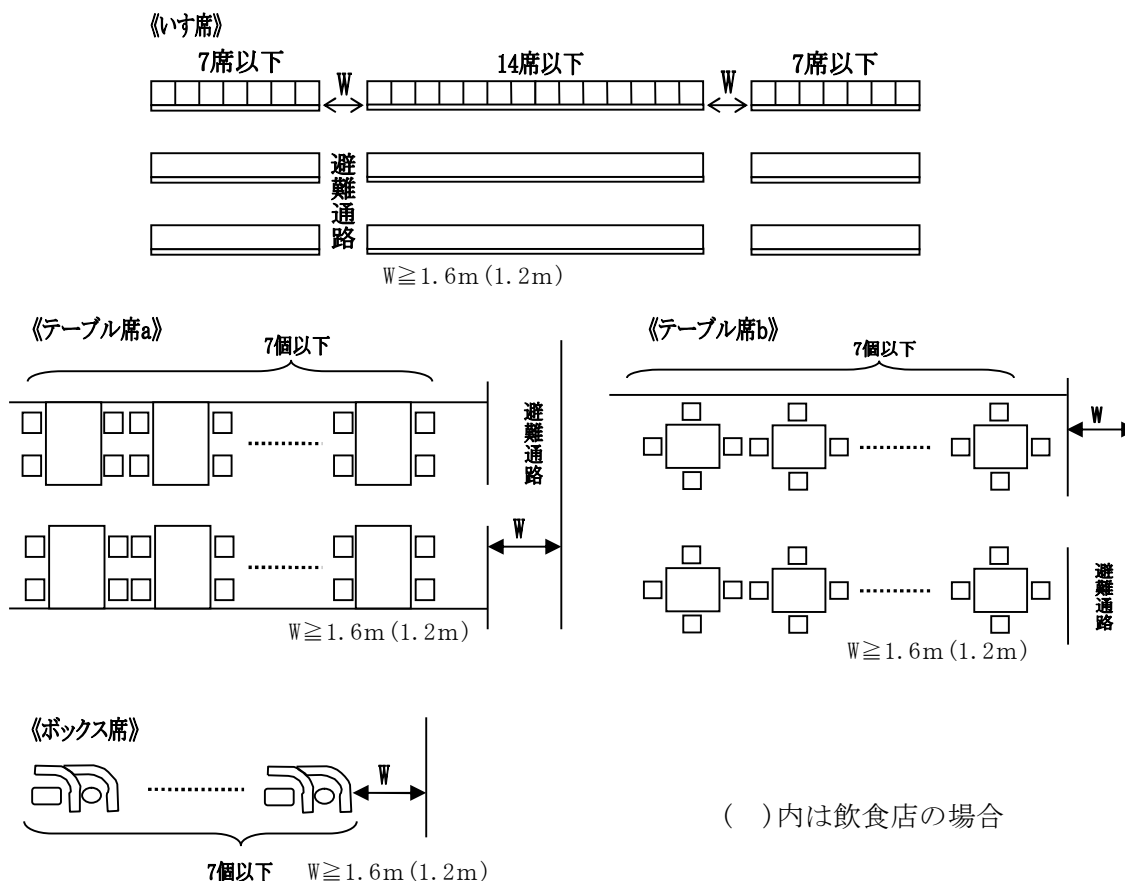 《いす席》
7席以下
W
14席以下
W
7席以下
避難通路
W≧1.6m(1.2m)
《テーブル席a》
7個以下
避難通路
W
W≧1.6m(1.2m)
《テーブル席b》
7個以下
W
避難通路
W≧1.6m(1.2m)
《ボックス席》
W
7個以下 W≧1.6m(1.2m)
( )内は飲食店の場合